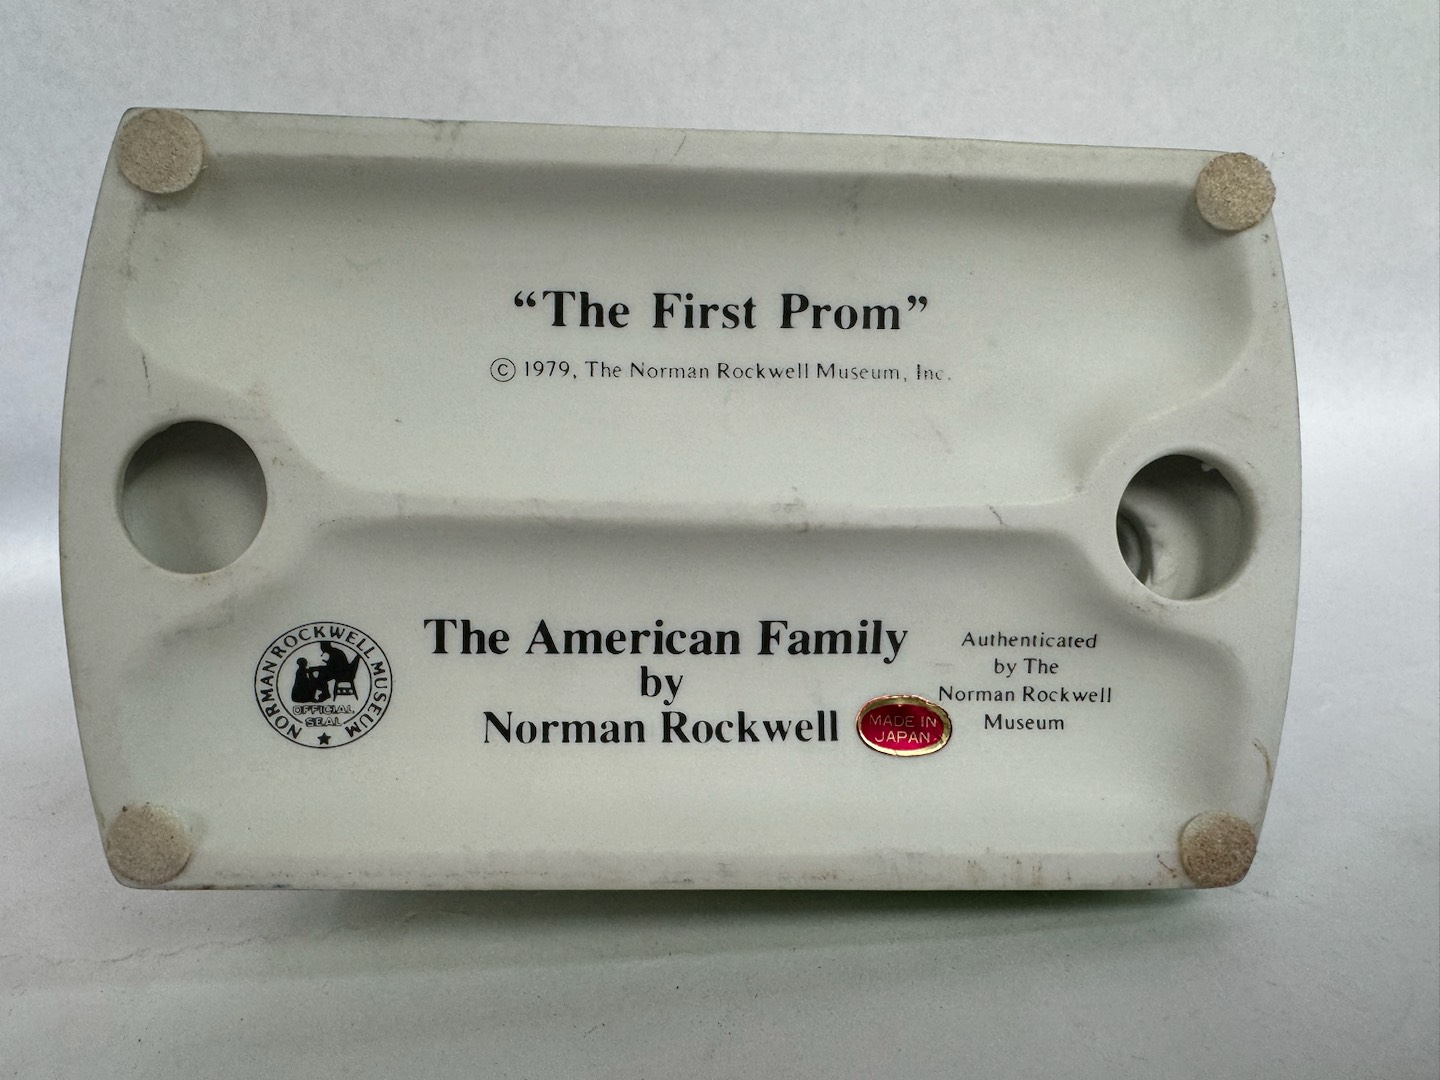 “The First Prom”
© 1979, The Norman Rockwell Museum, Inc.
NORMAN ROCKWELL MUSEUM
OFFICIAL
SEAL
The American Family
by
Norman Rockwell
MADE IN
JAPAN
Authenticated
by The
Norman Rockwell
Museum